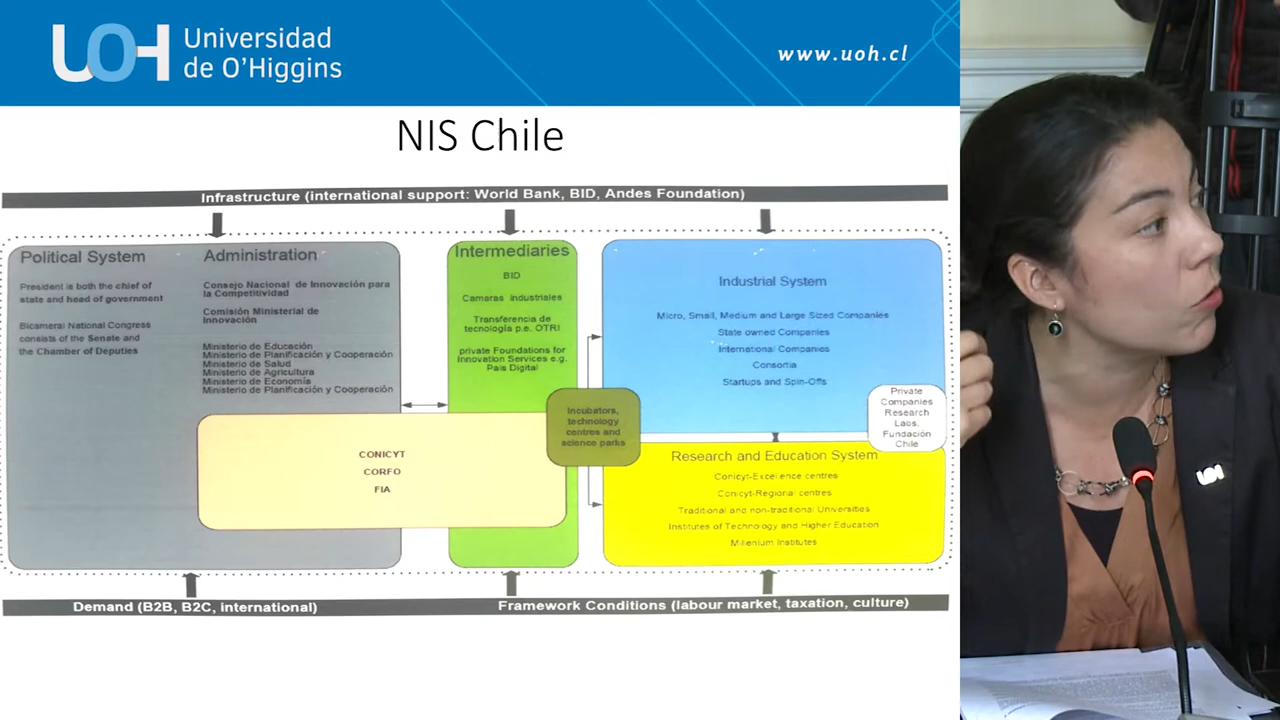 UOH
Universidad
de O'Higgins
www.uoh.cl
NIS Chile
Infrastructure (international support: World Bank, BID, Andes Foundation)
Political System
President is both the chief of
state and head of government
Bicameral National Congress
consists of the Senate and
the Chamber of Deputies
Administration
Consejo Nacional de Innovación para
la Competitividad
Comisión Ministerial de
Innovación
Ministerio de Educación
Ministerio de Planificación y Cooperación
Ministerio de Salud
Ministerio de Agricultura
Ministerio de Economía
Ministerio de Planificación y Cooperación
CONICYT
CORFO
FIA
Intermediaries
BID
Camaras industriales
Transferencia de
tecnología p.e. OTRI
private Foundations for
Innovation Services e.g.
Pais Digital
Incubators,
technology
centres and
science parks
Industrial System
Micro, Small, Medium and Large Sized Companies
State owned Companies
International Companies
Consortia
Startups and Spin-Offs
Private
Companies
Research
Labs.
Fundación
Chile
Research and Education System
Conicyt-Excellence centres
Conicyt-Regional centres
Traditional and non-traditional Universities
Institutes of Technology and Higher Education
Millenium Institutes
Demand (B2B, B2C, international)
Framework Conditions (labour market, taxation, culture)
UOH